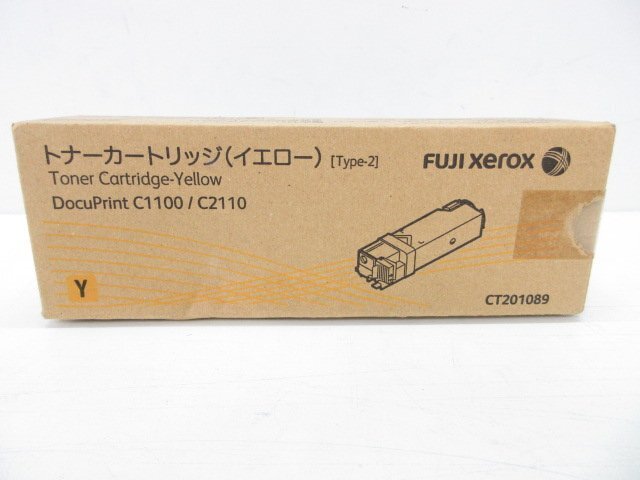 トナーカートリッジ(イエロー) [Type-2]
FUJI xerox
Toner Cartridge-Yellow
DocuPrint C1100 / C2110
Y
CT201089